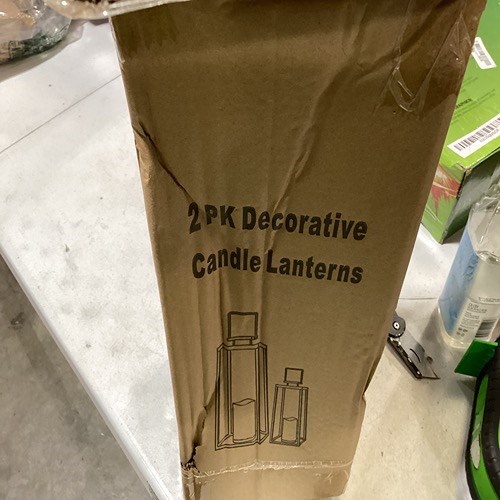 2 PK Decorative
Candle Lanterns